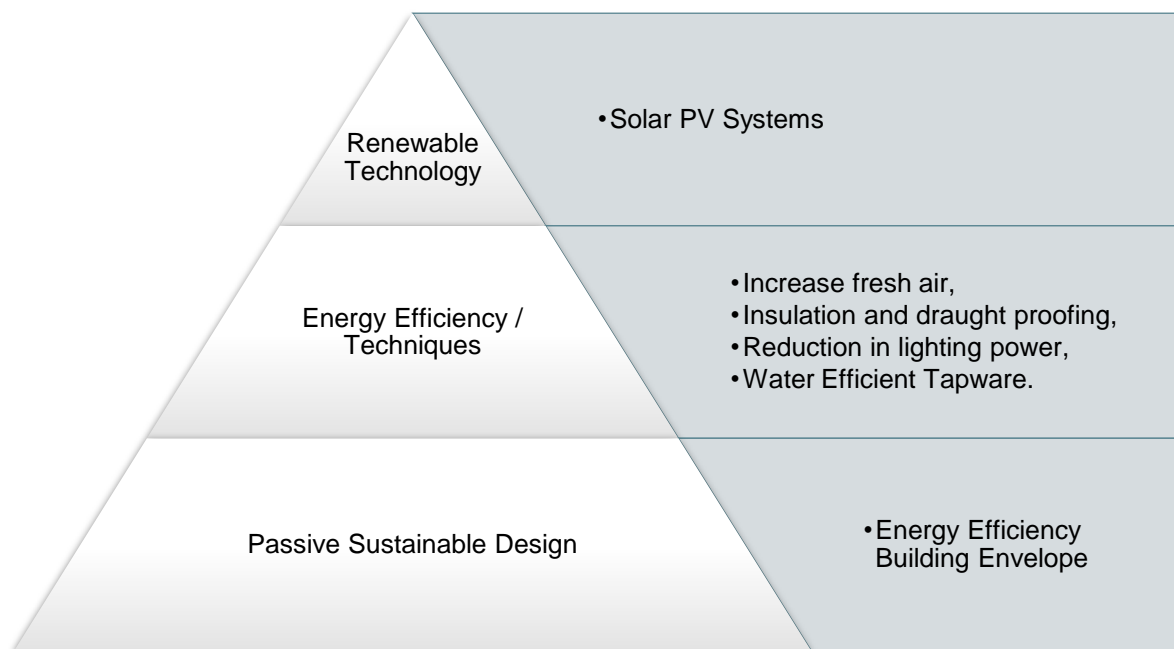 Renewable
Technology
•Solar PV Systems
Energy Efficiency /
Techniques
•Increase fresh air,
•Insulation and draught proofing,
•Reduction in lighting power,
•Water Efficient Tapware.
Passive Sustainable Design
•Energy Efficiency
Building Envelope